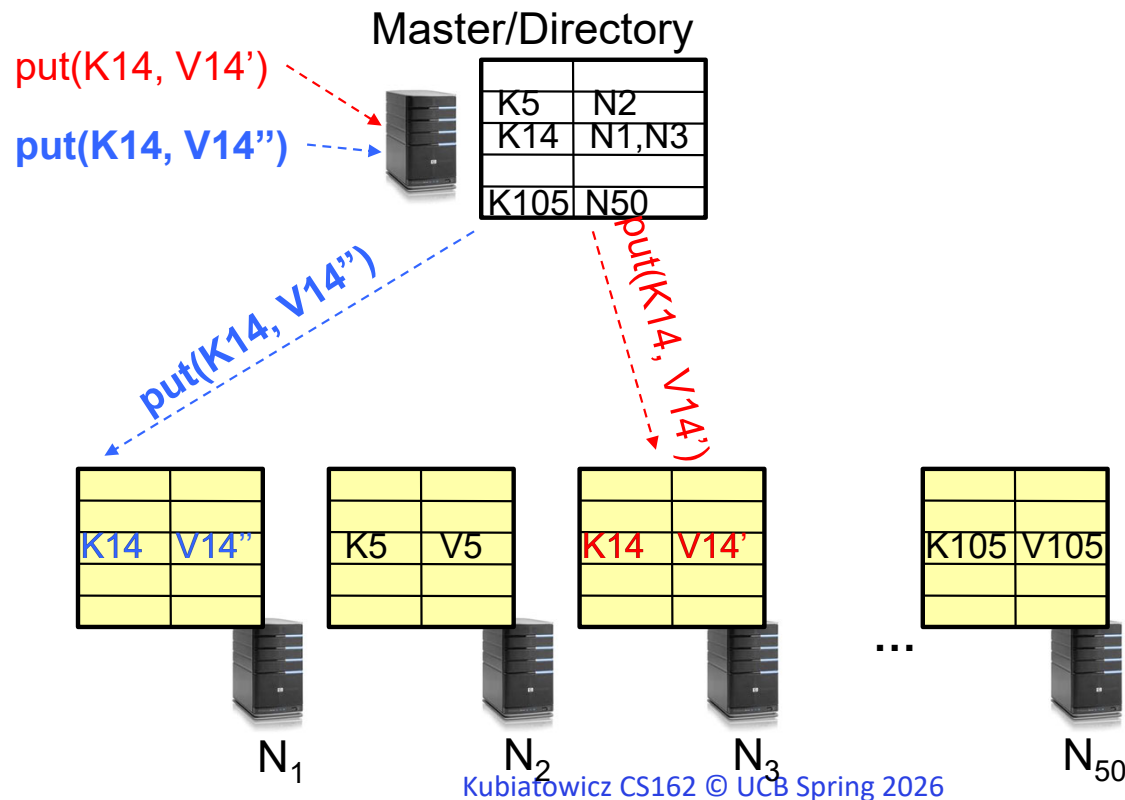 Master/Directory
put(K14, V14’)
put(K14, V14”)
K5 N2
K14 N1,N3
K105 N50
put(K14, V14”)
put(K14, V14’)
K14 V14” K5 V5 K14 V14’ K105 V105
...
N1 N2 N3 N50
Kubiatowicz CS162 © UCB Spring 2026